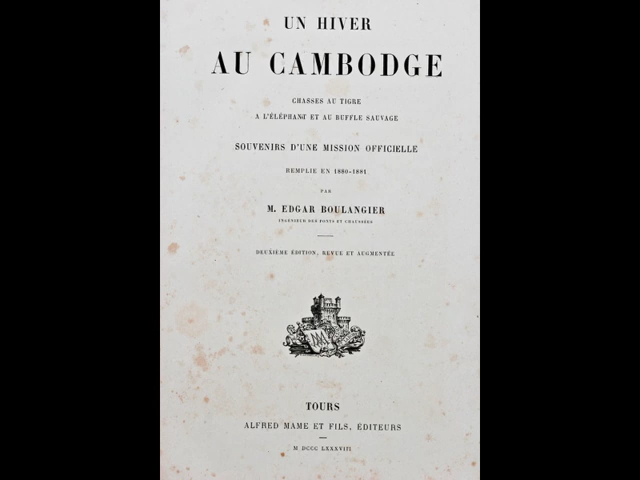 UN HIVER
AU CAMBODGE
CHASSES AU TIGRE
A L'ÉLÉPHANT ET AU BUFFLE SAUVAGE
SOUVENIRS D'UNE MISSION OFFICIELLE
REMPLIE EN 1880-1881
PAR
M. EDGAR BOULANGIER
INGÉNIEUR DES PONTS ET CHAUSSÉES
DEUXIÈME ÉDITION, REVUE ET AUGMENTÉE
TOURS
ALFRED MAME ET FILS, ÉDITEURS
M DCCC LXXXVIII